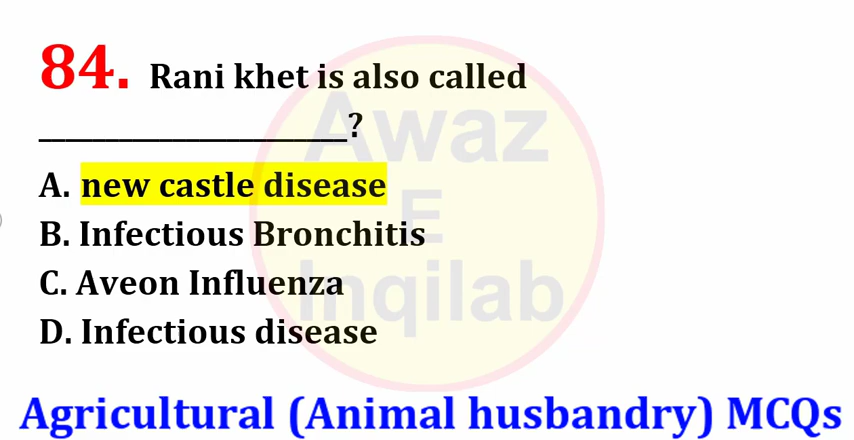 84. Rani khet is also called
____________________?
A. new castle disease
B. Infectious Bronchitis
C. Aveon Influenza
D. Infectious disease
Awaz
E
Inqilab
Agricultural (Animal husbandry) MCQs